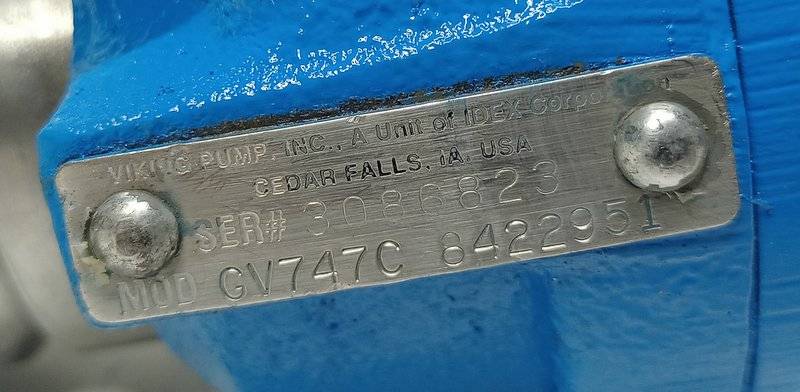 VIKING PUMP, INC., A Unit of IDEX Corporation
CEDAR FALLS, IA. USA
SER# 3086823
MOD GV747C 8422951